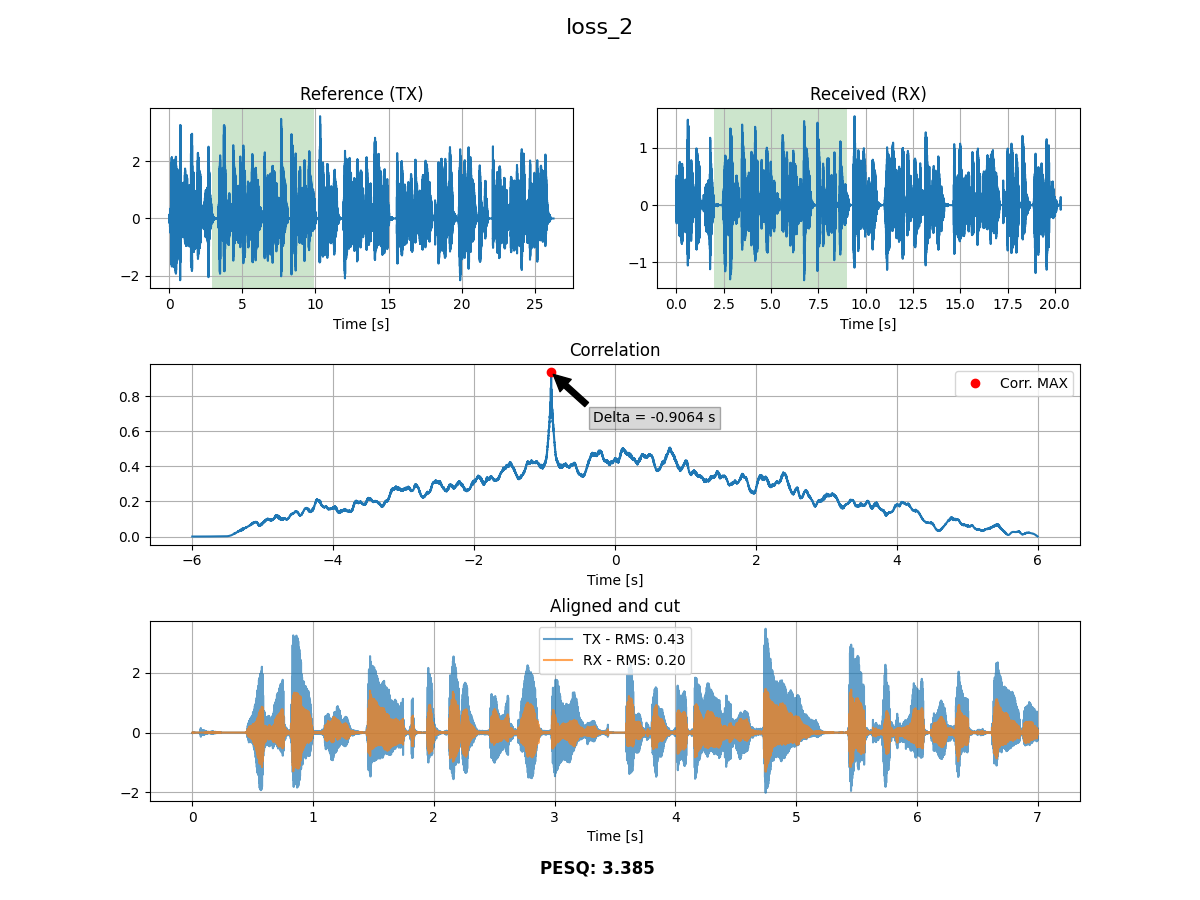 loss_2
Reference (TX)
2
0
−2
0 5 10 15 20 25
Time [s]
Received (RX)
1
0
−1
0.0 2.5 5.0 7.5 10.0 12.5 15.0 17.5 20.0
Time [s]
Correlation
0.8
0.6
0.4
0.2
0.0
Corr. MAX
Delta = -0.9064 s
−6 −4 −2 0 2 4 6
Time [s]
Aligned and cut
2
0
−2
TX - RMS: 0.43
RX - RMS: 0.20
0 1 2 3 4 5 6 7
Time [s]
PESQ: 3.385